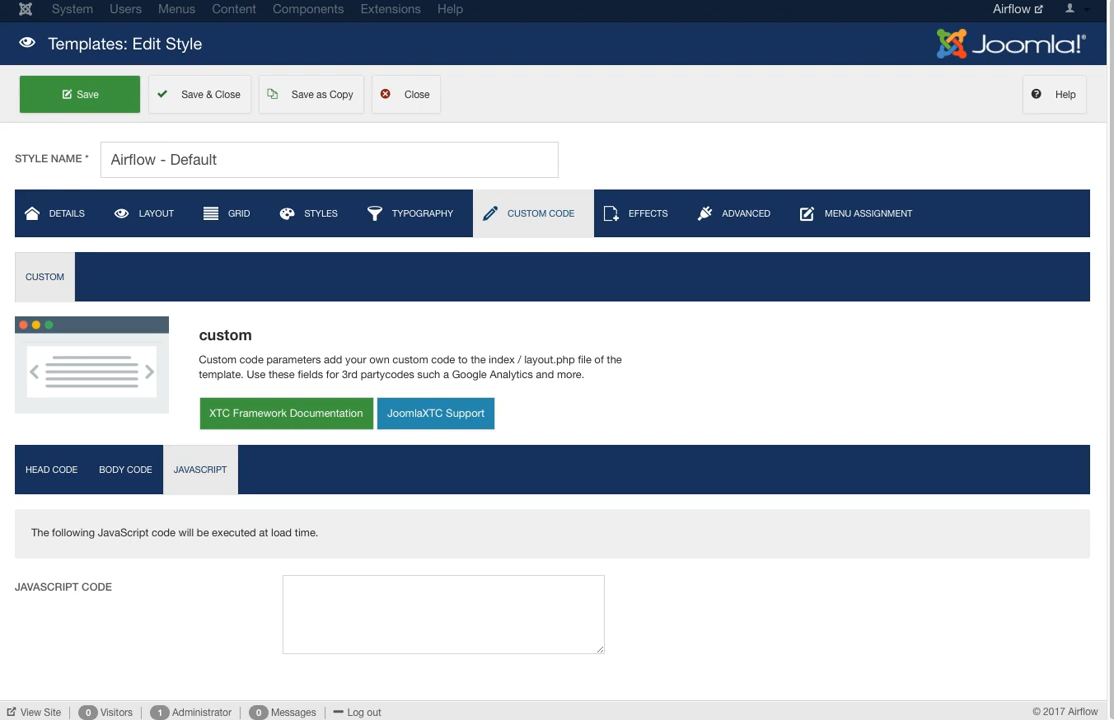 System Users Menus Content Components Extensions Help Airflow
Templates: Edit Style Joomla!®
Save Save & Close Save as Copy Close Help
STYLE NAME * Airflow - Default
DETAILS LAYOUT GRID STYLES TYPOGRAPHY CUSTOM CODE EFFECTS ADVANCED MENU ASSIGNMENT
CUSTOM
custom
Custom code parameters add your own custom code to the index / layout.php file of the
template. Use these fields for 3rd partycodes such a Google Analytics and more.
XTC Framework Documentation JoomlaXTC Support
HEAD CODE BODY CODE JAVASCRIPT
The following JavaScript code will be executed at load time.
JAVASCRIPT CODE
View Site 0 Visitors 1 Administrator 0 Messages Log out © 2017 Airflow